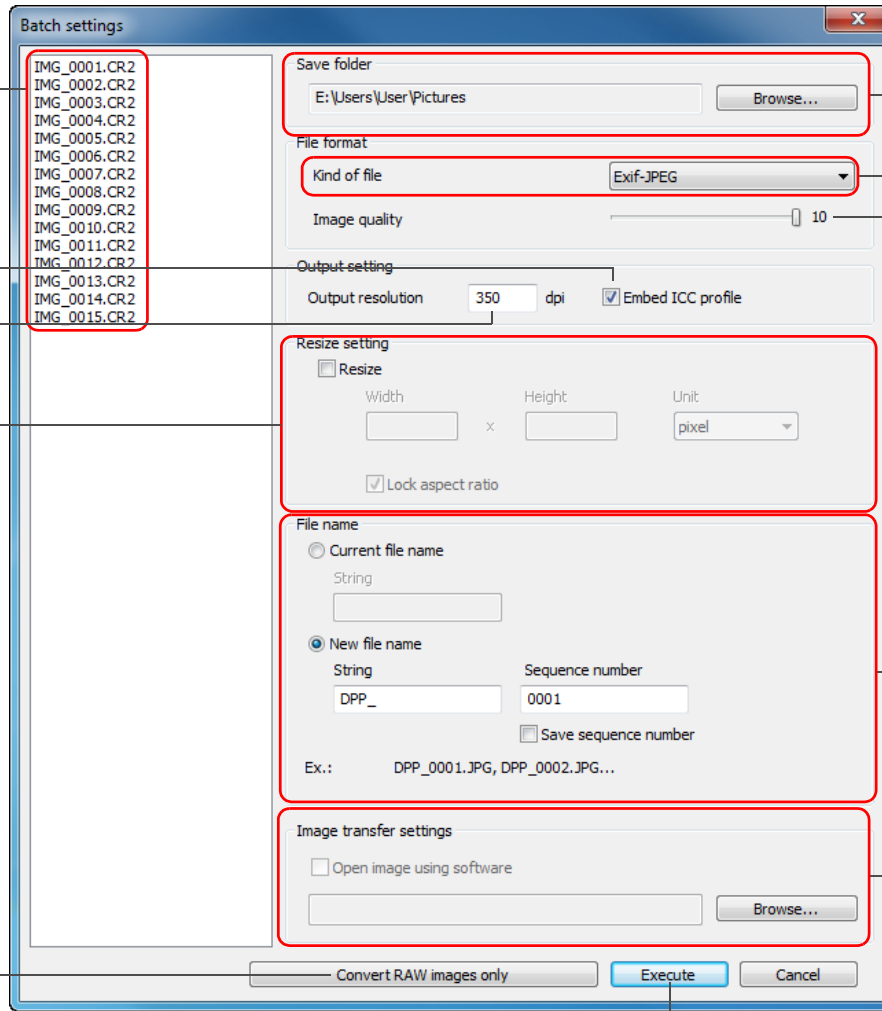 Batch settings
IMG_0001.CR2
IMG_0002.CR2
IMG_0003.CR2
IMG_0004.CR2
IMG_0005.CR2
IMG_0006.CR2
IMG_0007.CR2
IMG_0008.CR2
IMG_0009.CR2
IMG_0010.CR2
IMG_0011.CR2
IMG_0012.CR2
IMG_0013.CR2
IMG_0014.CR2
IMG_0015.CR2
Save folder
E:\Users\User\Pictures Browse...
File format
Kind of file Exif-JPEG
Image quality 10
Output setting
Output resolution 350 dpi Embed ICC profile
Resize setting
Resize
Width Height Unit
x pixel
Lock aspect ratio
File name
Current file name
String
New file name
String Sequence number
DPP_ 0001
Save sequence number
Ex.: DPP_0001.JPG, DPP_0002.JPG...
Image transfer settings
Open image using software
Browse...
Convert RAW images only Execute Cancel